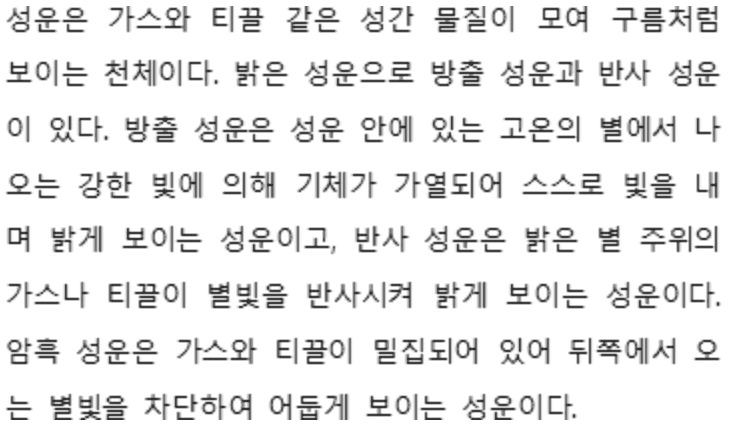 성운은 가스와 티끌 같은 성간 물질이 모여 구름처럼
보이는 천체이다. 밝은 성운으로 방출 성운과 반사 성운
이 있다. 방출 성운은 성운 안에 있는 고온의 별에서 나
오는 강한 빛에 의해 기체가 가열되어 스스로 빛을 내
며 밝게 보이는 성운이고, 반사 성운은 밝은 별 주위의
가스나 티끌이 별빛을 반사시켜 밝게 보이는 성운이다.
암흑 성운은 가스와 티끌이 밀집되어 있어 뒤쪽에서 오
는 별빛을 차단하여 어둡게 보이는 성운이다.